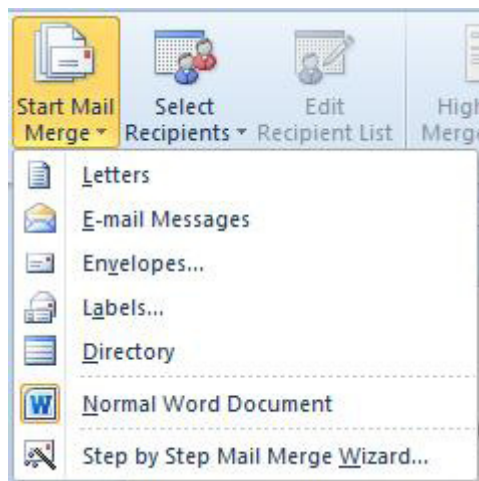 Start Mail Select Edit
Merge Recipients Recipient List
Letters
E-mail Messages
Envelopes...
Labels...
Directory
Normal Word Document
Step by Step Mail Merge Wizard...